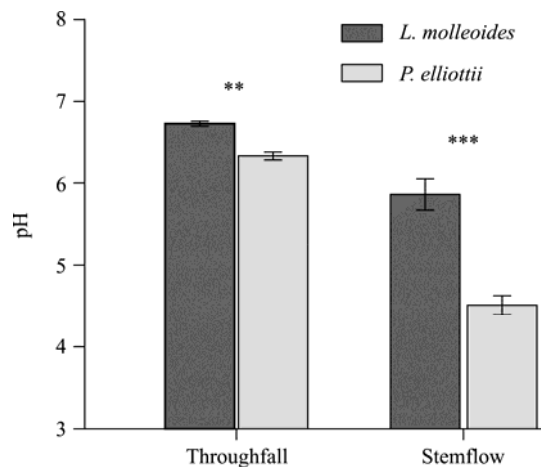 8
L. molleoides
P. elliottii
**
7
***
6
pH
5
4
3
Throughfall
Stemflow